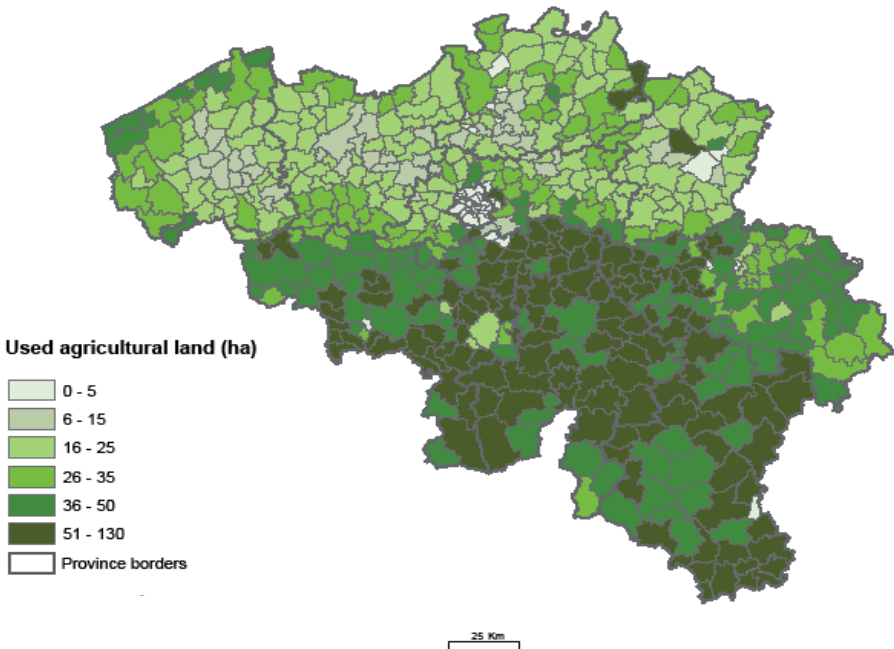 Used agricultural land (ha)
0 - 5
6 - 15
16 - 25
26 - 35
36 - 50
51 - 130
Province borders
25 Km